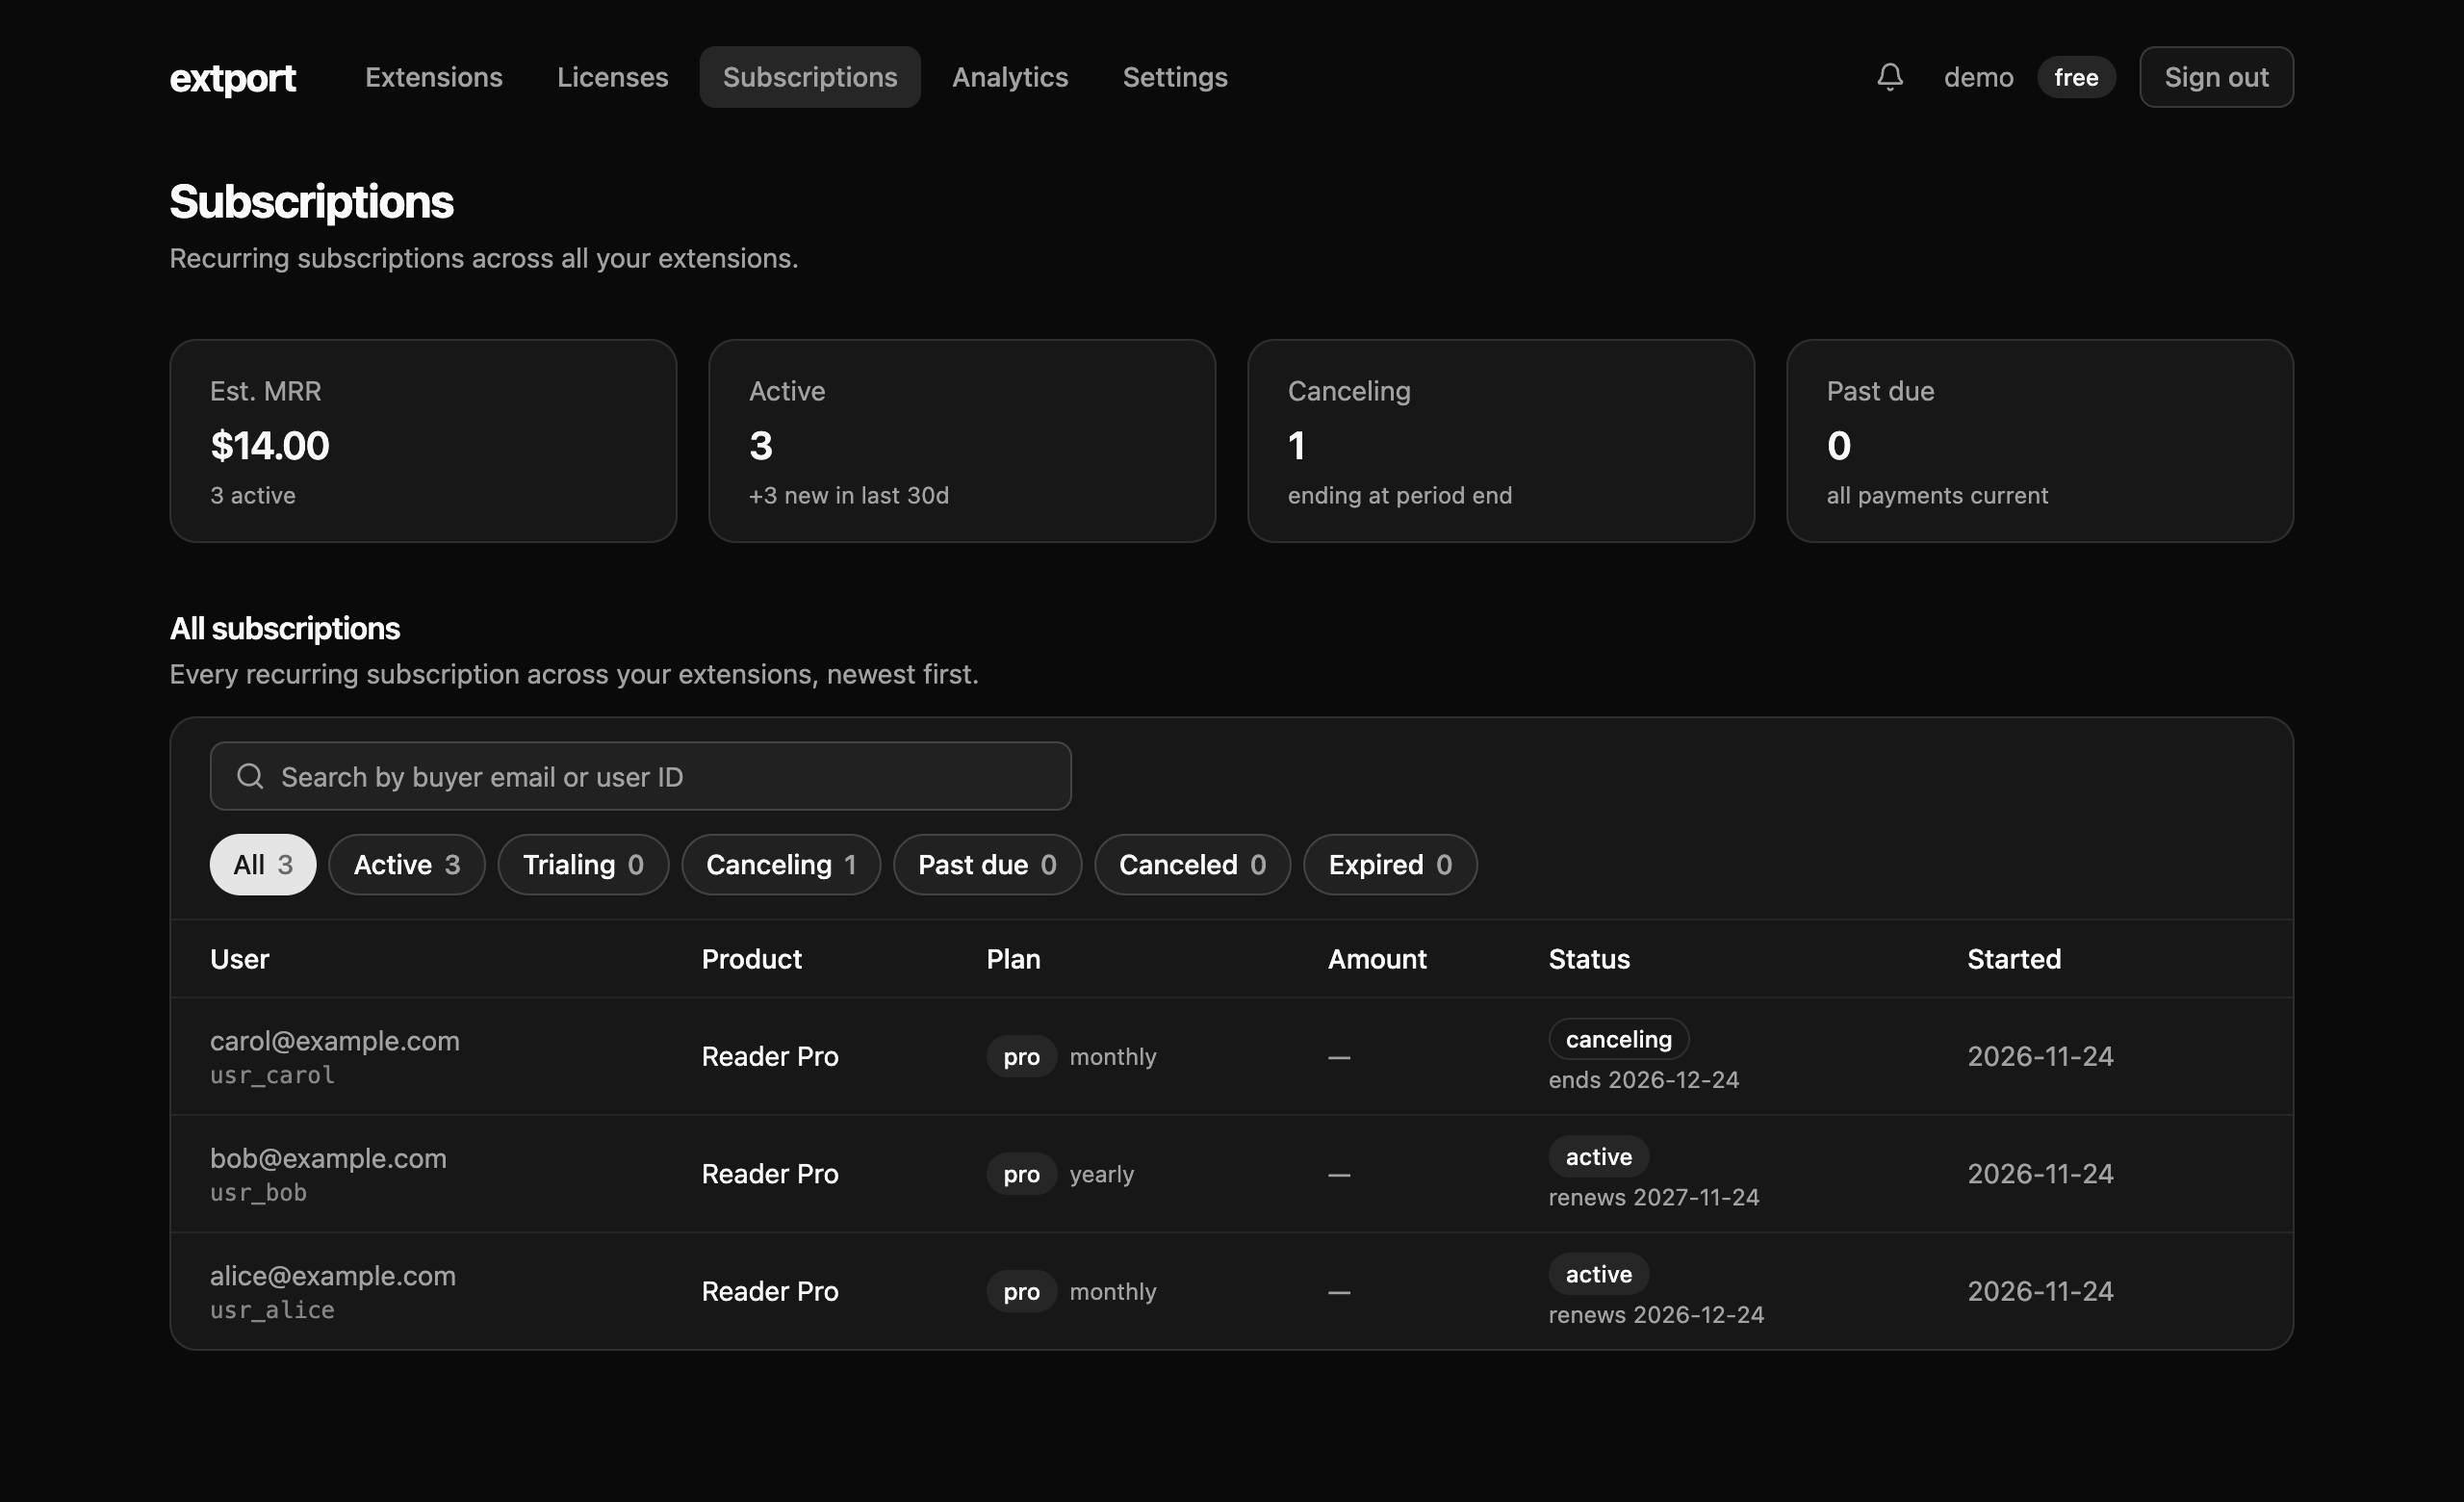 extport Extensions Licenses Subscriptions Analytics Settings demo free Sign out
Subscriptions
Recurring subscriptions across all your extensions.
Est. MRR
$14.00
3 active
Active
3
+3 new in last 30d
Canceling
1
ending at period end
Past due
0
all payments current
All subscriptions
Every recurring subscription across your extensions, newest first.
Search by buyer email or user ID
All 3 Active 3 Trialing 0 Canceling 1 Past due 0 Canceled 0 Expired 0
User Product Plan Amount Status Started
carol@example.com
usr_carol
Reader Pro pro monthly —
canceling
ends 2026-12-24
2026-11-24
bob@example.com
usr_bob
Reader Pro pro yearly —
active
renews 2027-11-24
2026-11-24
alice@example.com
usr_alice
Reader Pro pro monthly —
active
renews 2026-12-24
2026-11-24